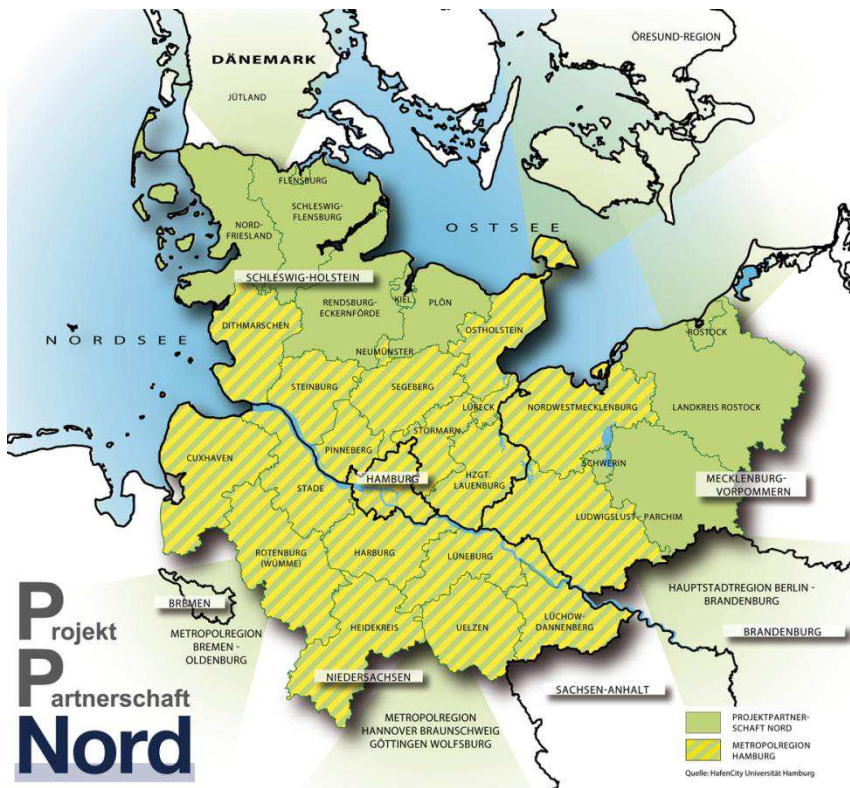 ÖRESUND-REGION
DÄNEMARK
JÜTLAND
FLENSBURG
SCHLESWIG-
FLENSBURG
NORD-
FRIESLAND
OSTSEE
SCHLESWIG-HOLSTEIN
RENDSBURG-
ECKERNFÖRDE
KIEL
PLÖN
DITHMARSCHEN
OSTHOLSTEIN
ROSTOCK
NORDSEE
NEUMÜNSTER
STEINBURG
SEGEBERG
LÜBECK
NORDWESTMECKLENBURG
LANDKREIS ROSTOCK
STORMARN
CUXHAVEN
PINNEBERG
HAMBURG
HZGT.
LAUENBURG
SCHWERIN
MECKLENBURG-
VORPOMMERN
STADE
LUDWIGSLUST-PARCHIM
ROTENBURG
(WÜMME)
HARBURG
LÜNEBURG
HAUPTSTADTREGION BERLIN -
BRANDENBURG
BREMEN
METROPOLREGION
BREMEN -
OLDENBURG
HEIDEKREIS
UELZEN
LÜCHOW-
DANNENBERG
BRANDENBURG
NIEDERSACHSEN
SACHSEN-ANHALT
METROPOLREGION
HANNOVER BRAUNSCHWEIG
GÖTTINGEN WOLFSBURG
Projekt
Partnerschaft
Nord
PROJEKTPARTNER-
SCHAFT NORD
METROPOLREGION
HAMBURG
Quelle: HafenCity Universität Hamburg